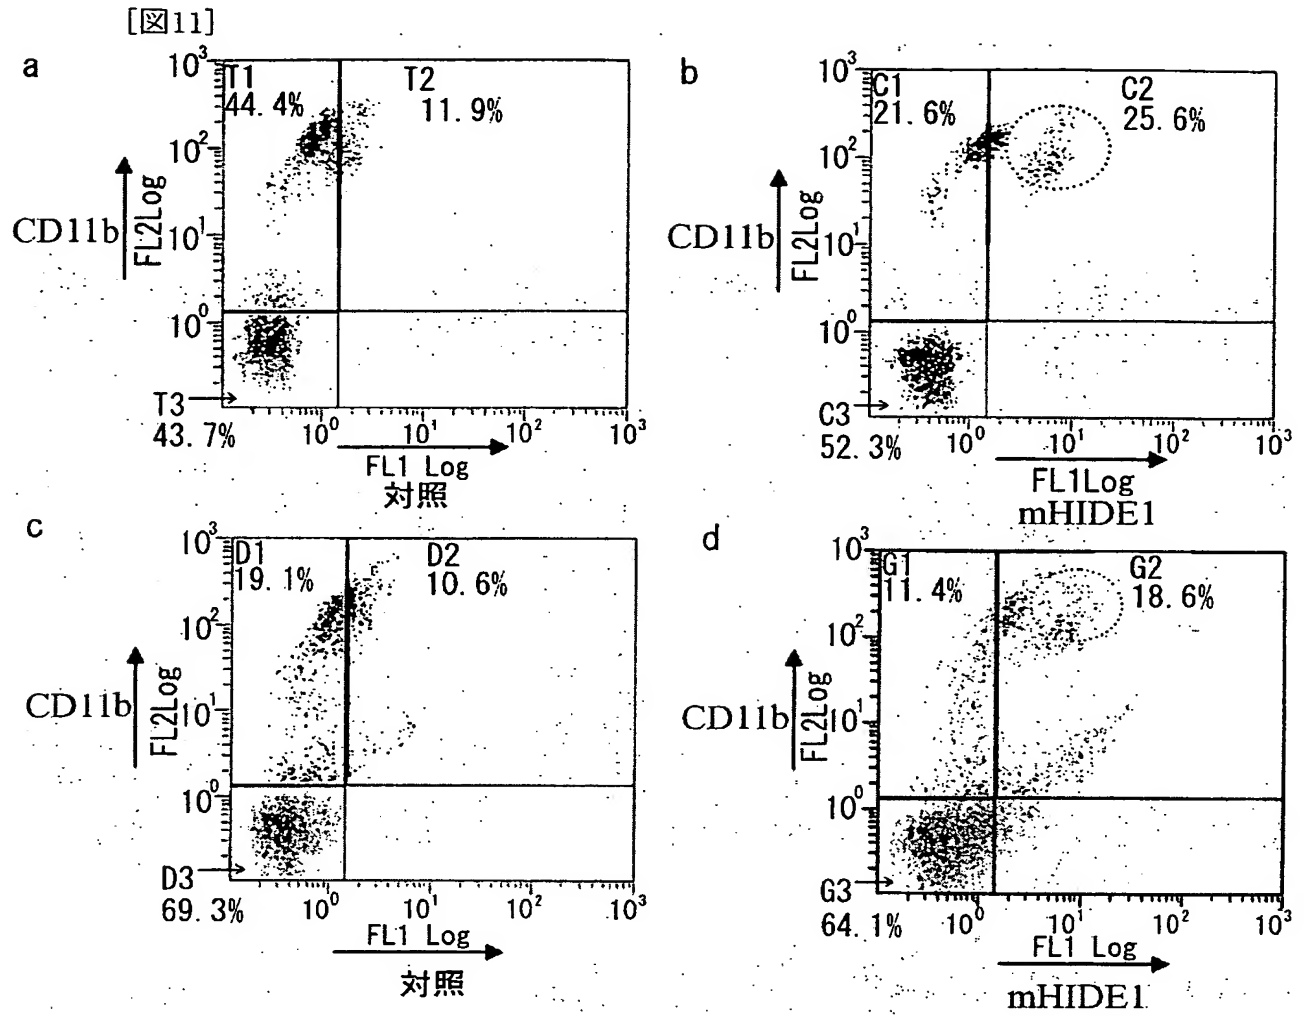 [図11]
a
10³
T1
44.4%
T2
11.9%
10²
CD11b
FL2Log
10¹
10⁰
T3
43.7%
10⁰ 10¹ 10² 10³
FL1 Log
対照
b
10³
C1
21.6%
C2
25.6%
10²
CD11b
FL2Log
10¹
10⁰
C3
52.3%
10⁰ 10¹ 10² 10³
FL1Log
mHIDE1
c
10³
D1
19.1%
D2
10.6%
10²
CD11b
FL2Log
10¹
10⁰
D3
69.3%
10⁰ 10¹ 10² 10³
FL1 Log
対照
d
10³
G1
11.4%
G2
18.6%
10²
CD11b
FL2Log
10¹
10⁰
G3
64.1%
10⁰ 10¹ 10² 10³
FL1 Log
mHIDE1